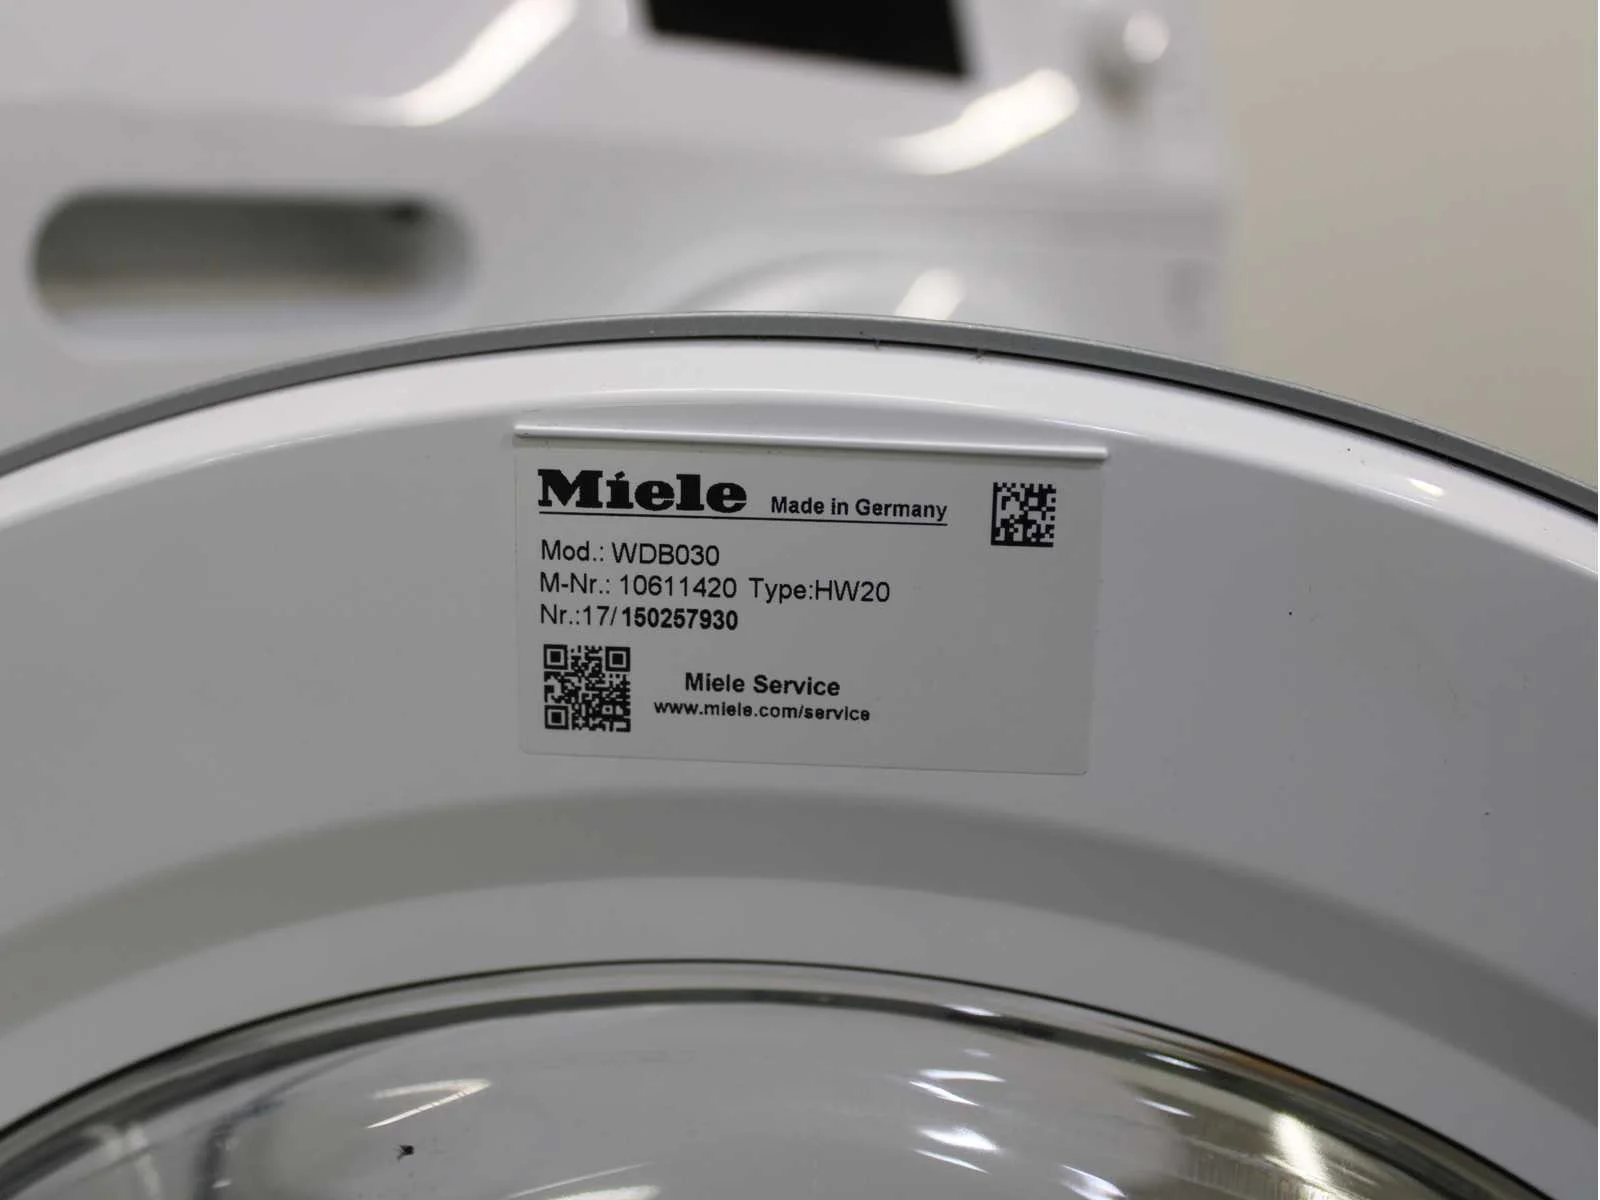 Miele Made in Germany
Mod.: WDB030
M-Nr.: 10611420 Type:HW20
Nr.:17/150257930
Miele Service
www.miele.com/service